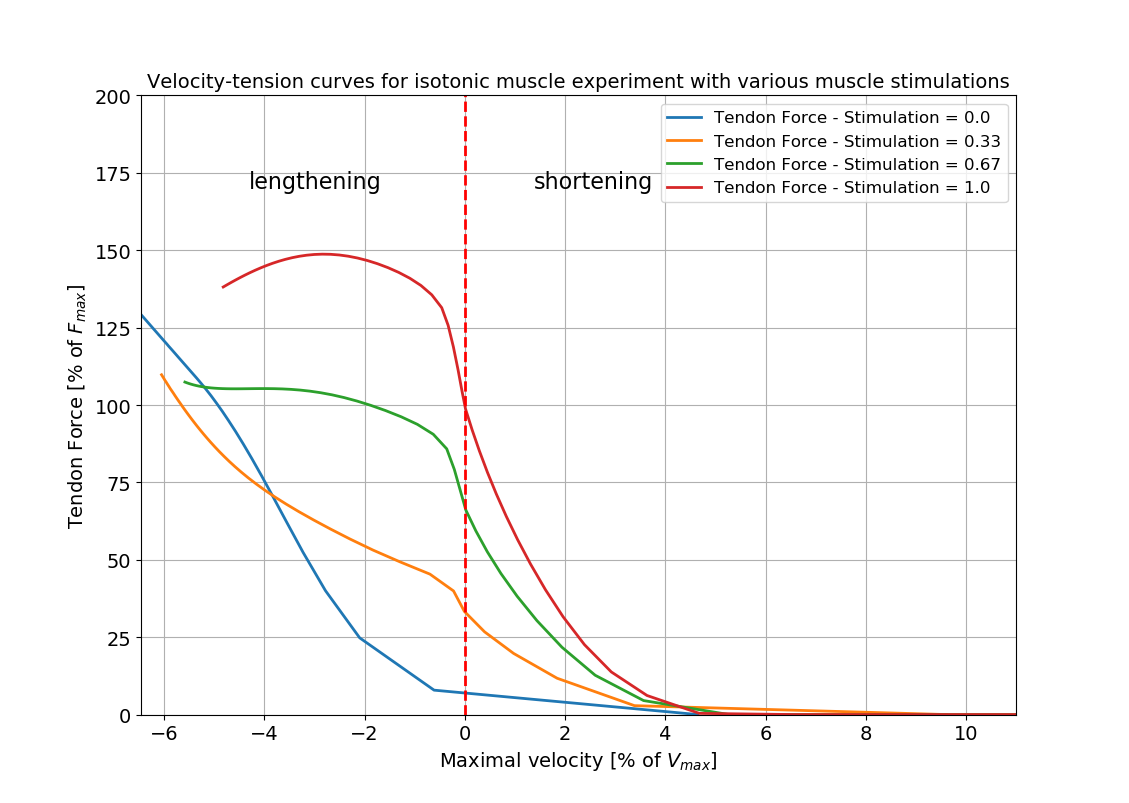 Velocity-tension curves for isotonic muscle experiment with various muscle stimulations
200
175
150
125
100
75
50
25
0
Tendon Force [% of F_max]
lengthening
shortening
Tendon Force - Stimulation = 0.0
Tendon Force - Stimulation = 0.33
Tendon Force - Stimulation = 0.67
Tendon Force - Stimulation = 1.0
−6 −4 −2 0 2 4 6 8 10
Maximal velocity [% of V_max]